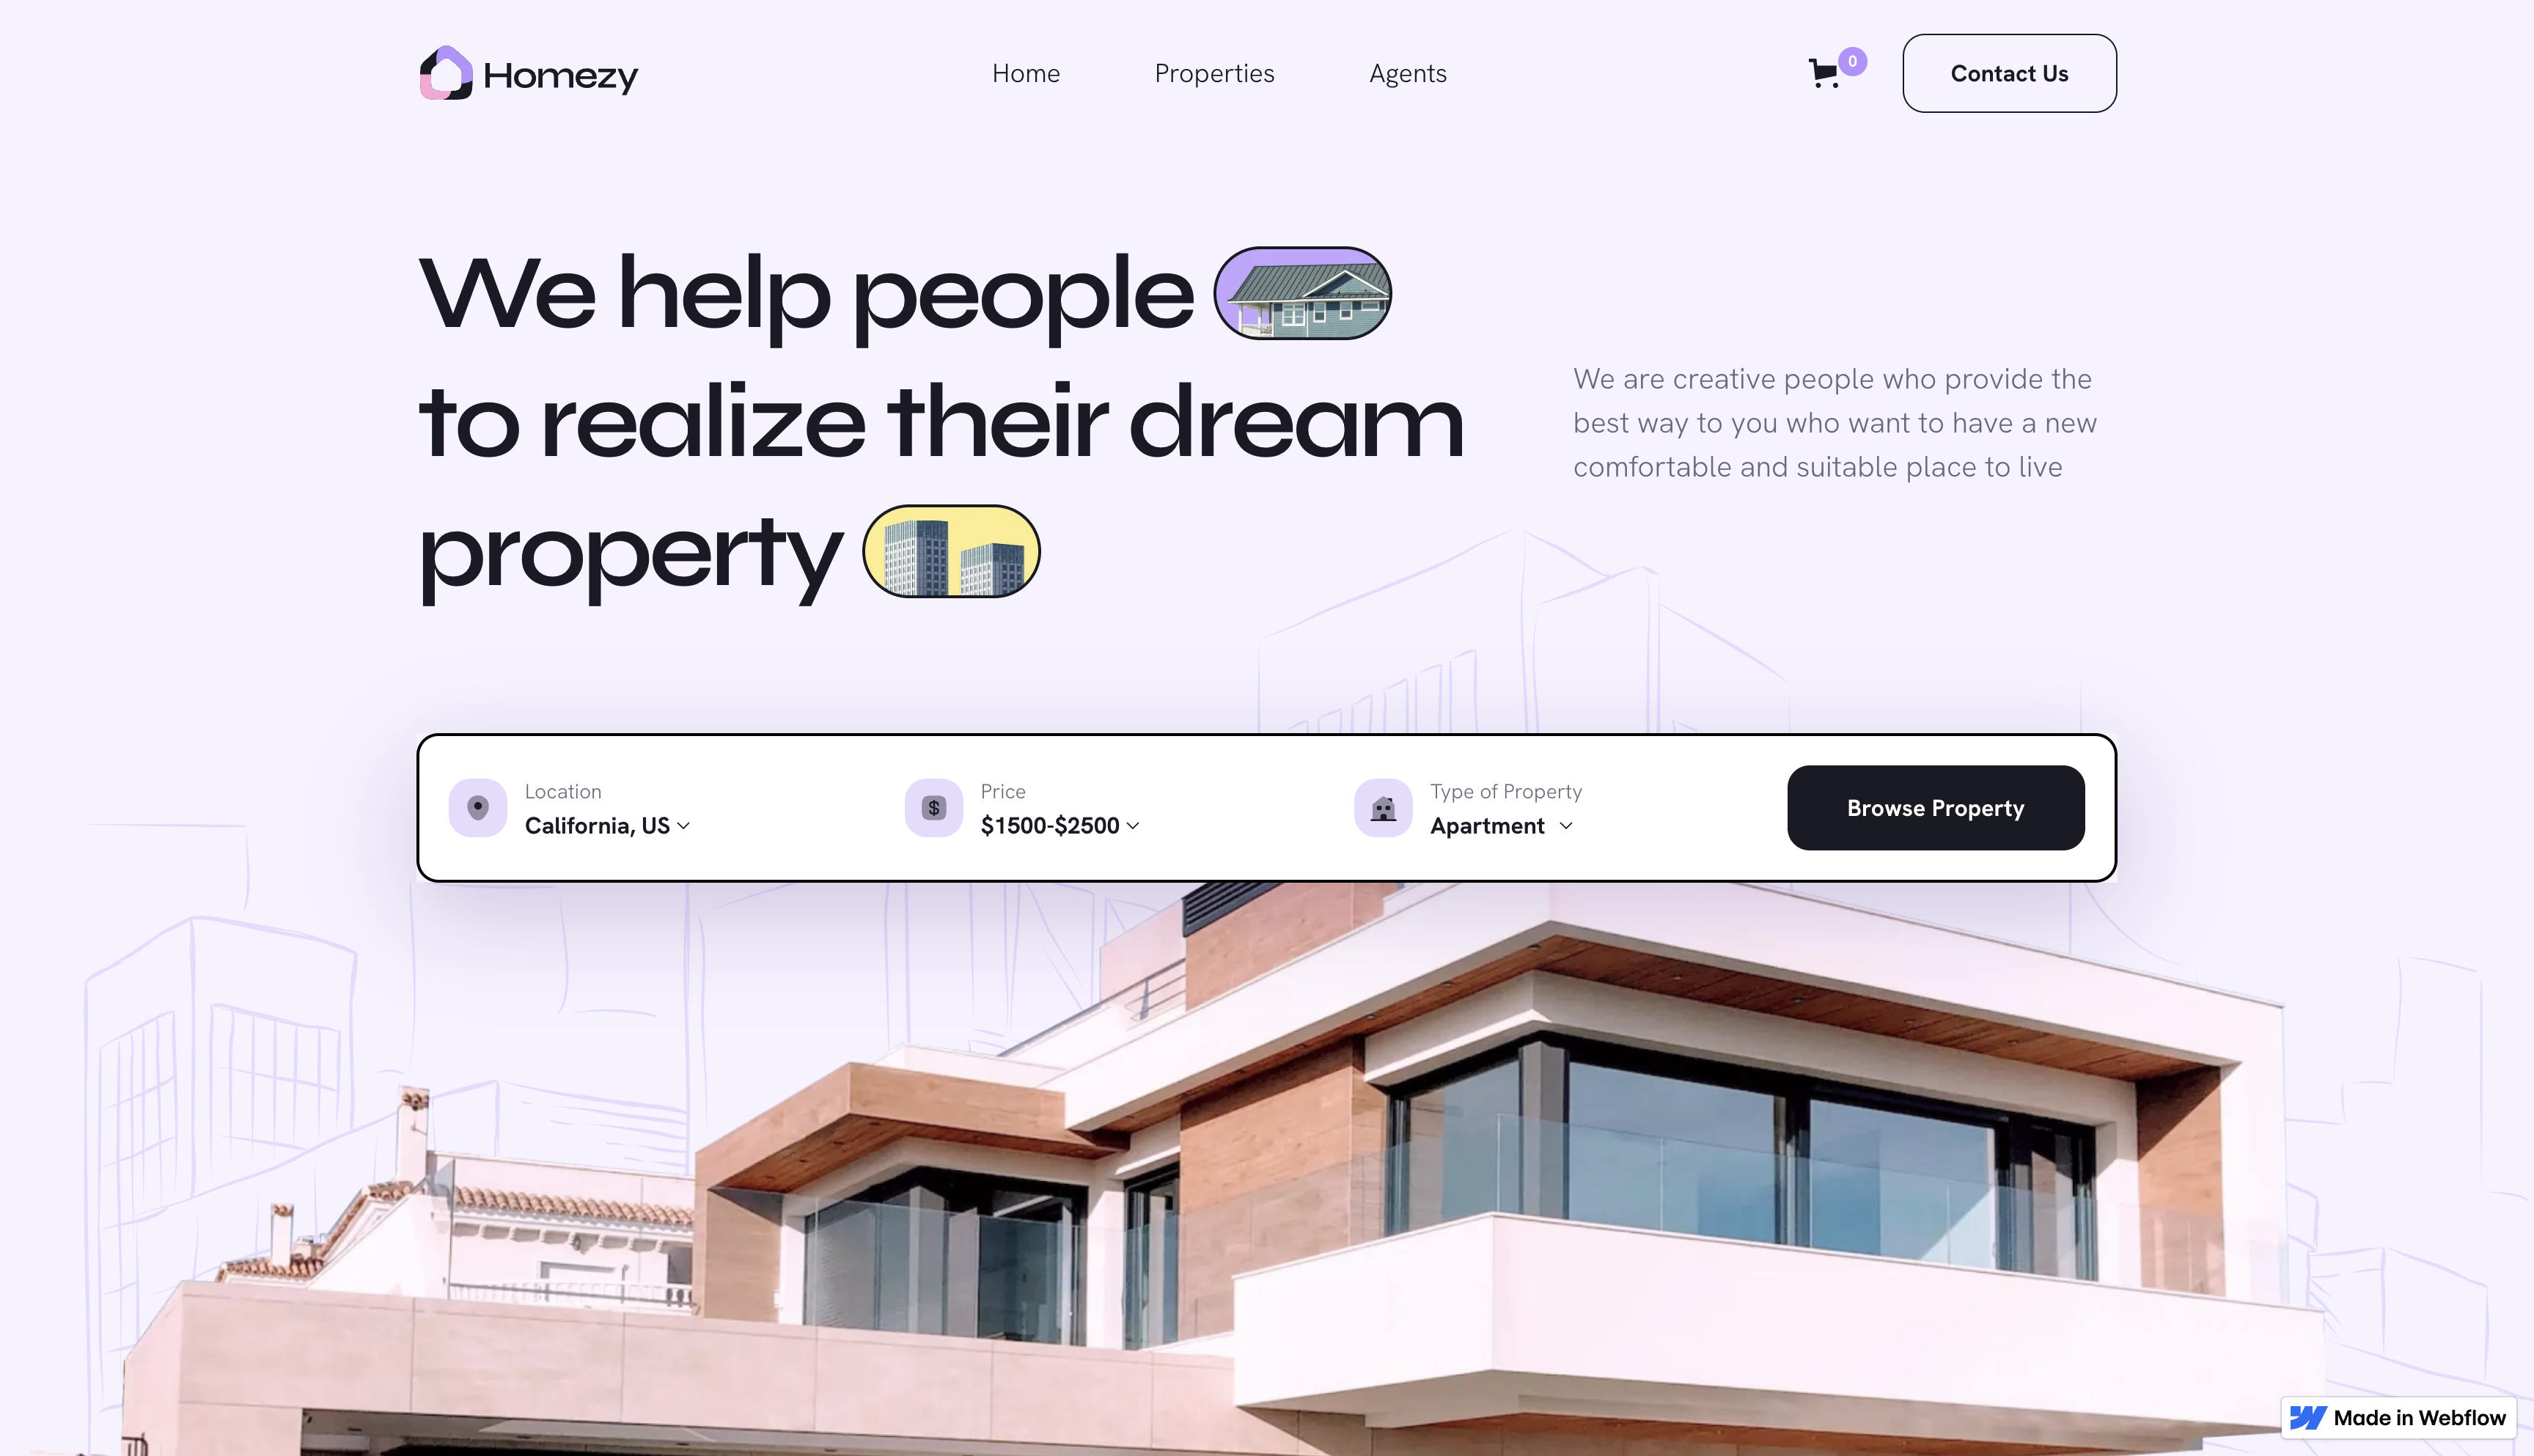 Homezy
Home
Properties
Agents
0
Contact Us
We help people
to realize their dream
property
We are creative people who provide the
best way to you who want to have a new
comfortable and suitable place to live
Location
California, US
$
Price
$1500-$2500
Type of Property
Apartment
Browse Property
Made in Webflow